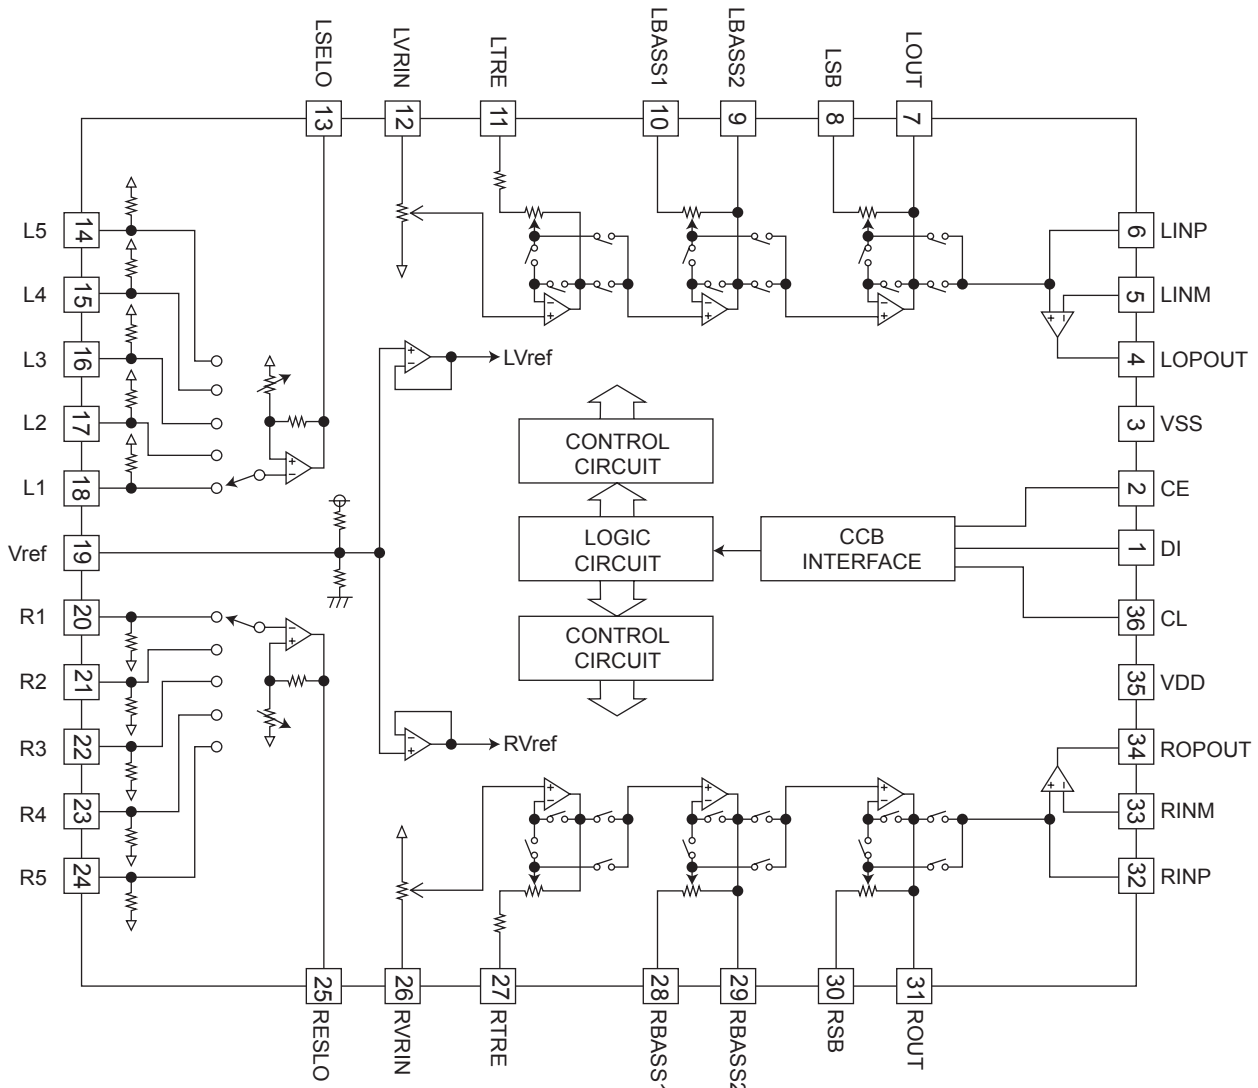 LSELO
LVRIN
LTRE
LBASS1
LBASS2
LSB
LOUT
13
12
11
10
9
8
7
L5 14
L4 15
L3 16
L2 17
L1 18
Vref 19
R1 20
R2 21
R3 22
R4 23
R5 24
6 LINP
5 LINM
4 LOPOUT
3 VSS
2 CE
1 DI
36 CL
35 VDD
34 ROPOUT
33 RINM
32 RINP
+
−
LVref
CONTROL
CIRCUIT
LOGIC
CIRCUIT
CCB
INTERFACE
CONTROL
CIRCUIT
RVref
25
26
27
28
29
30
31
RESLO
RVRIN
RTRE
RBASS1
RBASS2
RSB
ROUT